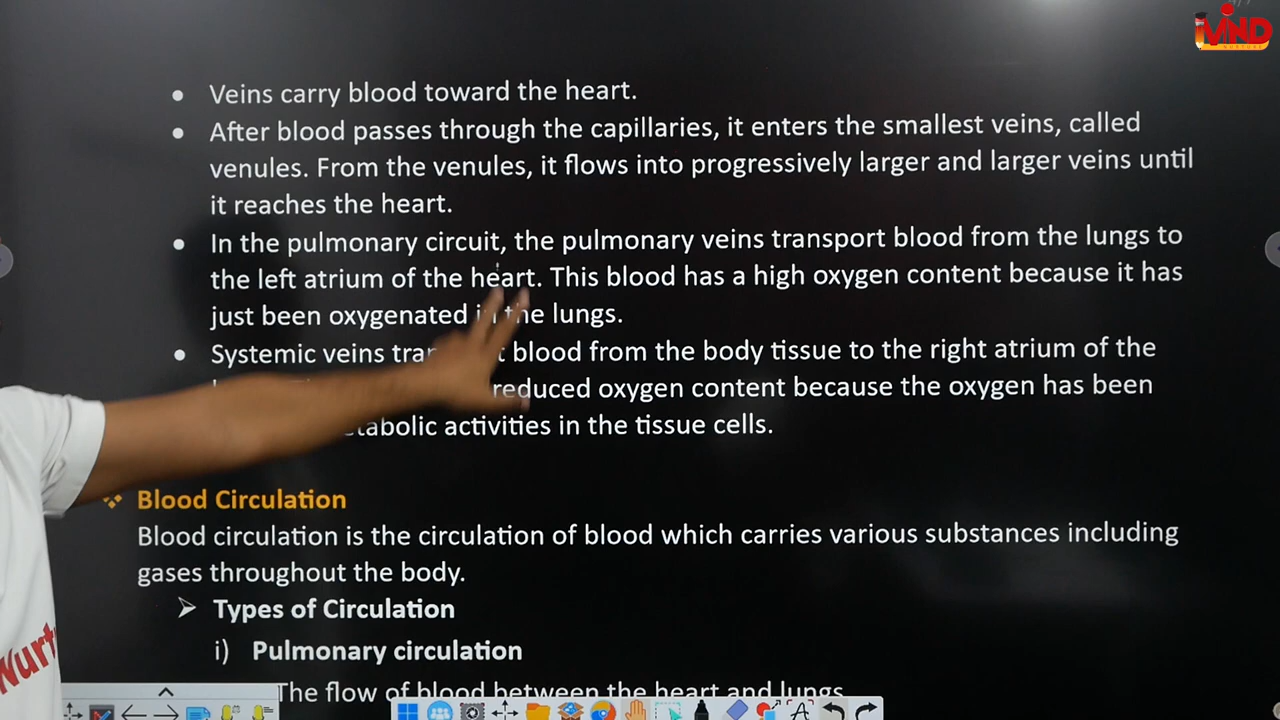 iMIND
NURTURE
• Veins carry blood toward the heart.
• After blood passes through the capillaries, it enters the smallest veins, called
venules. From the venules, it flows into progressively larger and larger veins until
it reaches the heart.
• In the pulmonary circuit, the pulmonary veins transport blood from the lungs to
the left atrium of the heart. This blood has a high oxygen content because it has
just been oxygenated in the lungs.
• Systemic veins blood from the body tissue to the right atrium of the
reduced oxygen content because the oxygen has been
activities in the tissue cells.
❖ Blood Circulation
Blood circulation is the circulation of blood which carries various substances including
gases throughout the body.
➢ Types of Circulation
i) Pulmonary circulation
The flow of blood between the heart and lungs